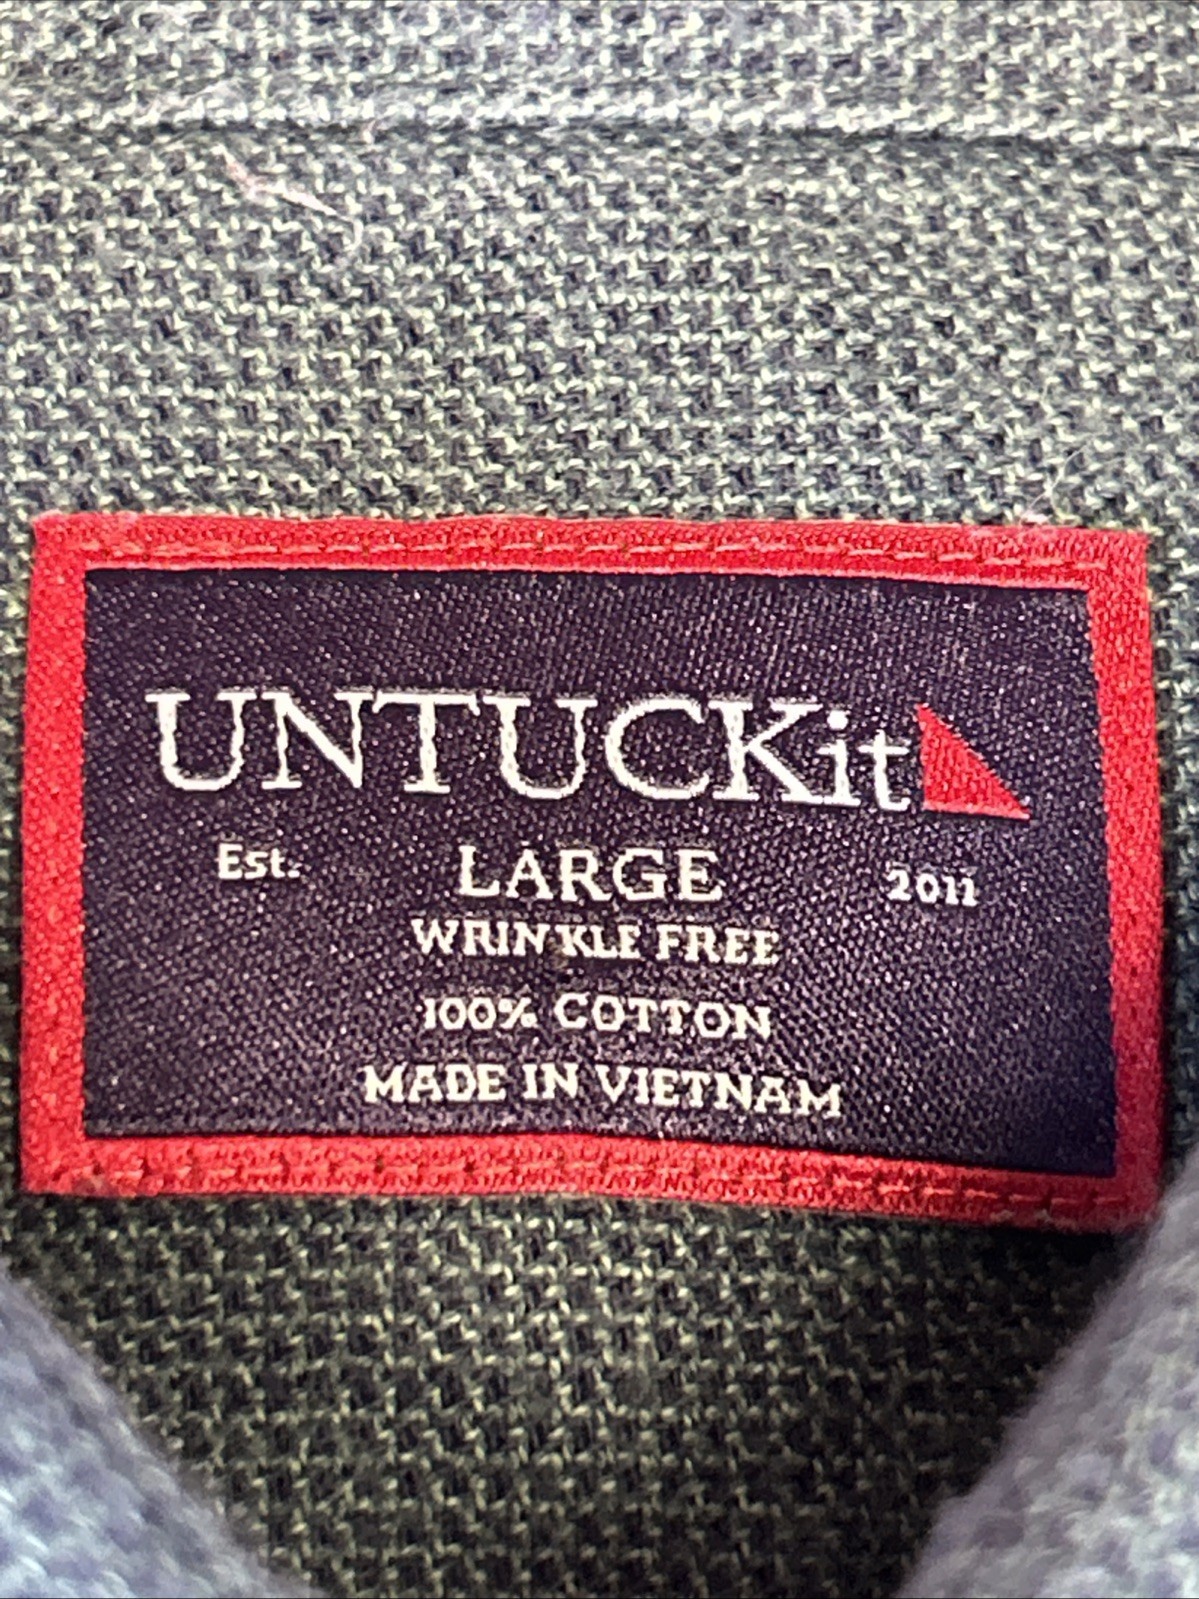 UNTUCKit
Est. LARGE 2011
WRINKLE FREE
100% COTTON
MADE IN VIETNAM